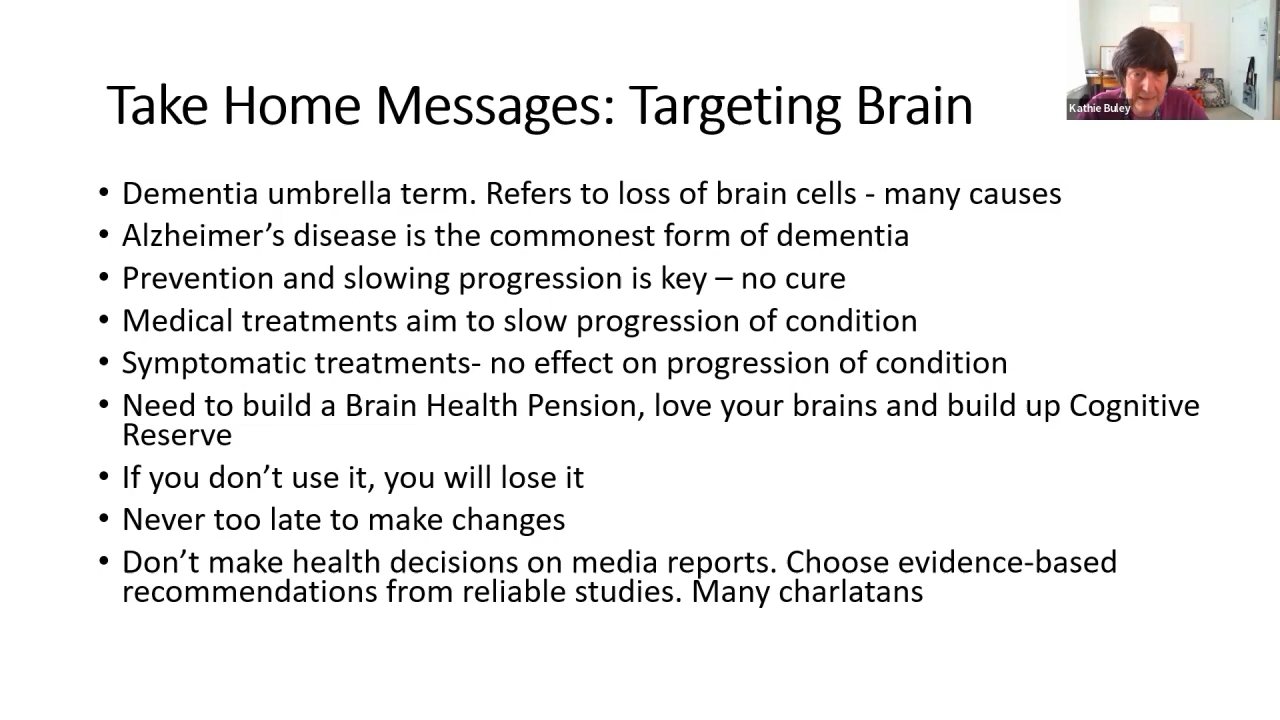 Take Home Messages: Targeting Brain
Kathie Buley
• Dementia umbrella term. Refers to loss of brain cells - many causes
• Alzheimer’s disease is the commonest form of dementia
• Prevention and slowing progression is key – no cure
• Medical treatments aim to slow progression of condition
• Symptomatic treatments- no effect on progression of condition
• Need to build a Brain Health Pension, love your brains and build up Cognitive
Reserve
• If you don’t use it, you will lose it
• Never too late to make changes
• Don’t make health decisions on media reports. Choose evidence-based
recommendations from reliable studies. Many charlatans